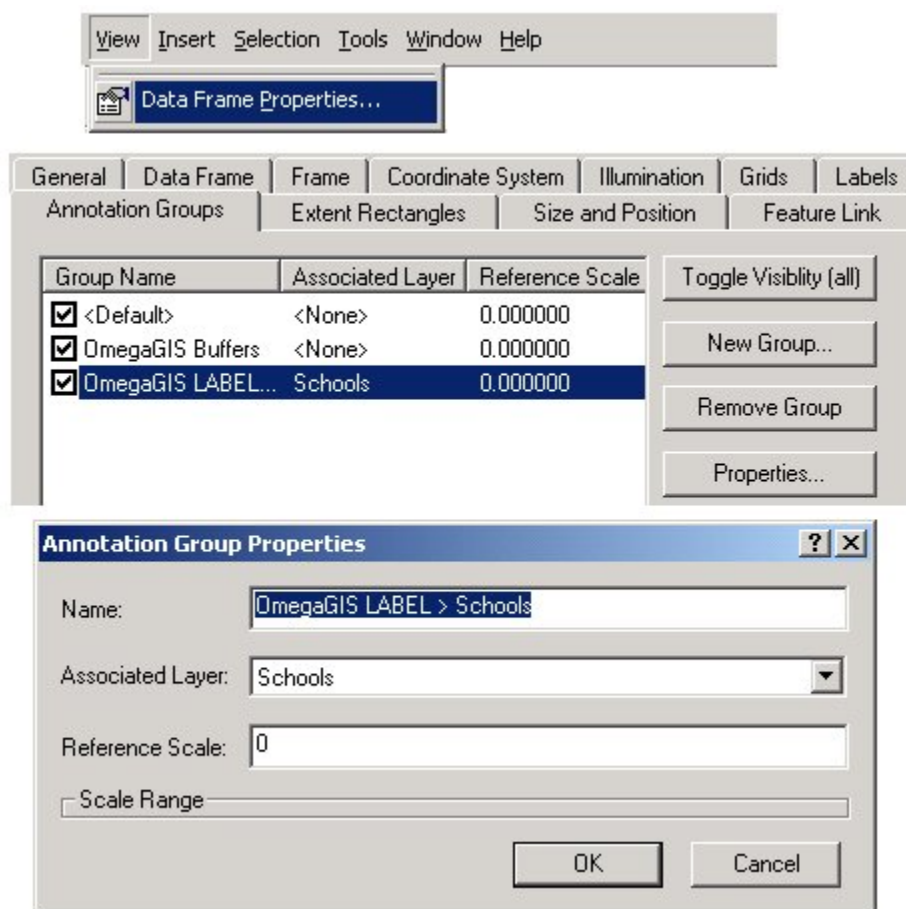 View Insert Selection Tools Window Help
Data Frame Properties...
General Data Frame Frame Coordinate System Illumination Grids Labels
Annotation Groups Extent Rectangles Size and Position Feature Link
Group Name Associated Layer Reference Scale Toggle Visiblity (all)
<Default> <None> 0.000000
OmegaGIS Buffers <None> 0.000000 New Group...
OmegaGIS LABEL... Schools 0.000000
Remove Group
Properties...
Annotation Group Properties
Name: OmegaGIS LABEL > Schools
Associated Layer: Schools
Reference Scale: 0
Scale Range
OK Cancel